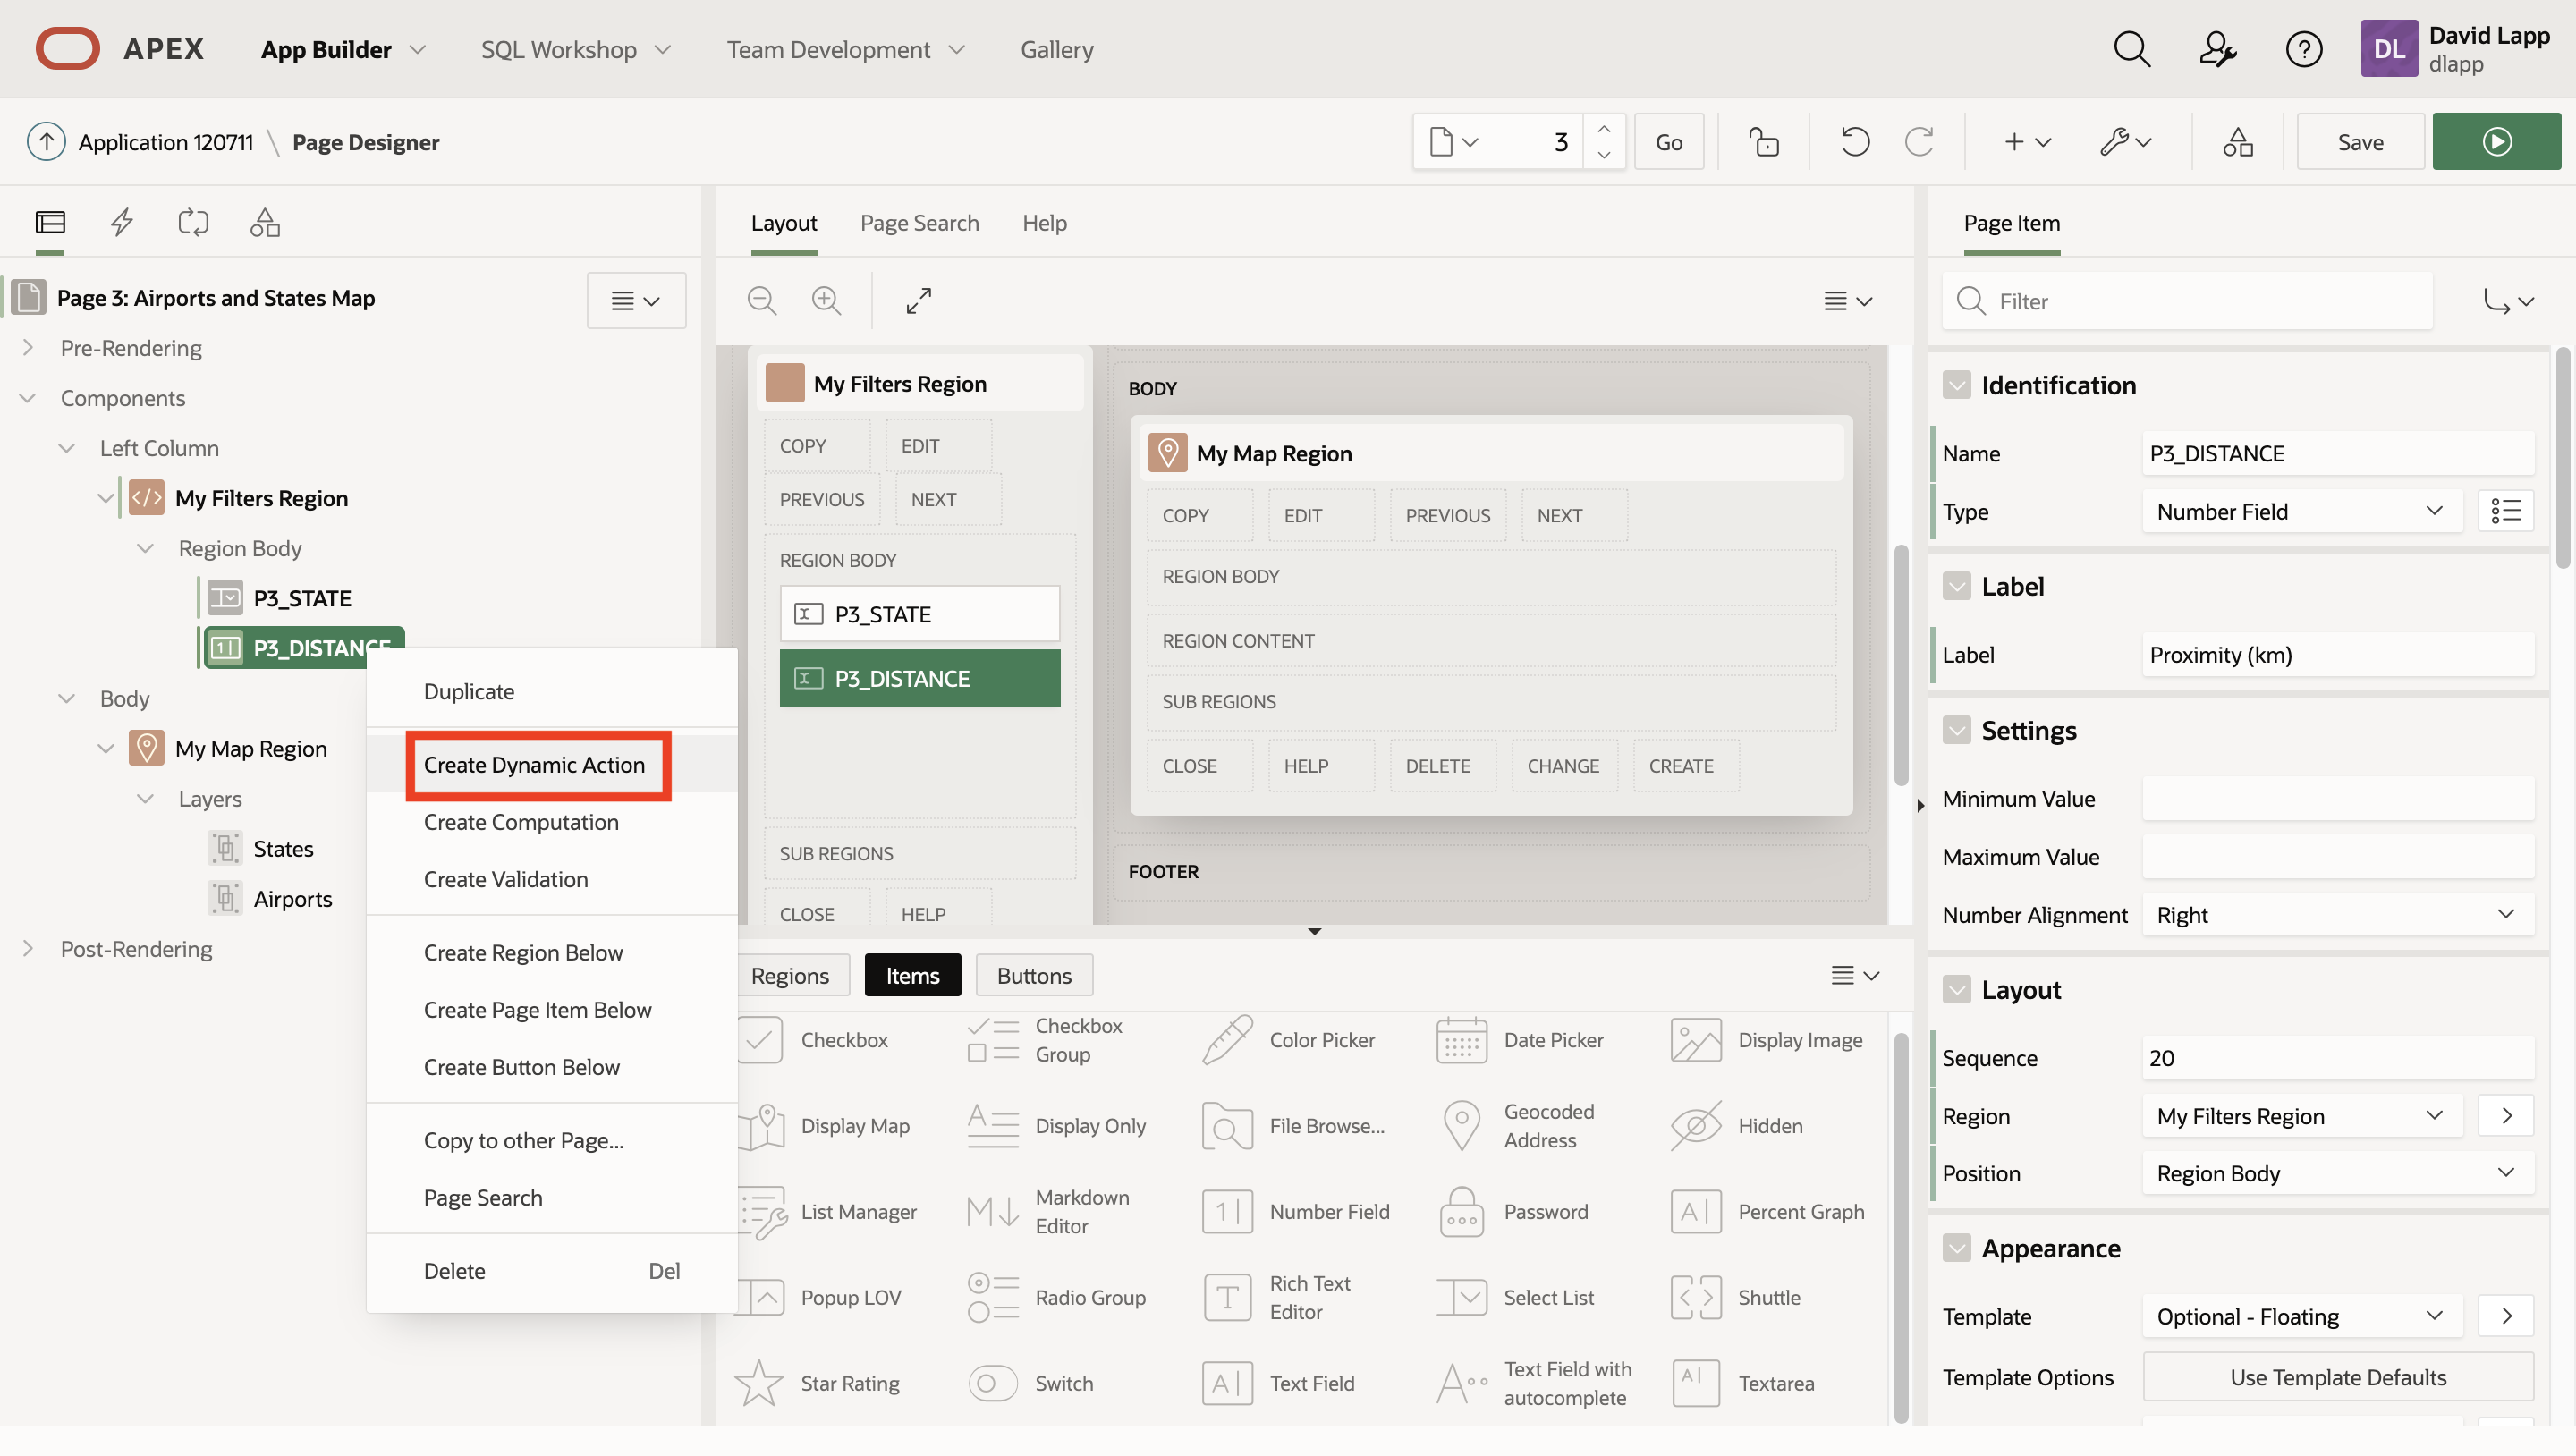 APEX
App Builder
SQL Workshop
Team Development
Gallery
DL
David Lapp
dlapp
Application 120711 \ Page Designer
3
Go
Save
Page 3: Airports and States Map
Pre-Rendering
Components
Left Column
My Filters Region
Region Body
P3_STATE
P3_DISTANCE
Body
My Map Region
Layers
States
Airports
Post-Rendering
Duplicate
Create Dynamic Action
Create Computation
Create Validation
Create Region Below
Create Page Item Below
Create Button Below
Copy to other Page...
Page Search
Delete Del
Layout
Page Search
Help
My Filters Region
COPY
EDIT
PREVIOUS
NEXT
REGION BODY
P3_STATE
P3_DISTANCE
SUB REGIONS
CLOSE
HELP
BODY
My Map Region
COPY
EDIT
PREVIOUS
NEXT
REGION BODY
REGION CONTENT
SUB REGIONS
CLOSE
HELP
DELETE
CHANGE
CREATE
FOOTER
Regions
Items
Buttons
Checkbox
Checkbox
Group
Color Picker
Date Picker
Display Image
Display Map
Display Only
File Browse...
Geocoded
Address
Hidden
List Manager
Markdown
Editor
Number Field
Password
Percent Graph
Popup LOV
Radio Group
Rich Text
Editor
Select List
Shuttle
Star Rating
Switch
Text Field
Text Field with
autocomplete
Textarea
Page Item
Filter
Identification
Name P3_DISTANCE
Type Number Field
Label
Label Proximity (km)
Settings
Minimum Value
Maximum Value
Number Alignment Right
Layout
Sequence 20
Region My Filters Region
Position Region Body
Appearance
Template Optional - Floating
Template Options Use Template Defaults